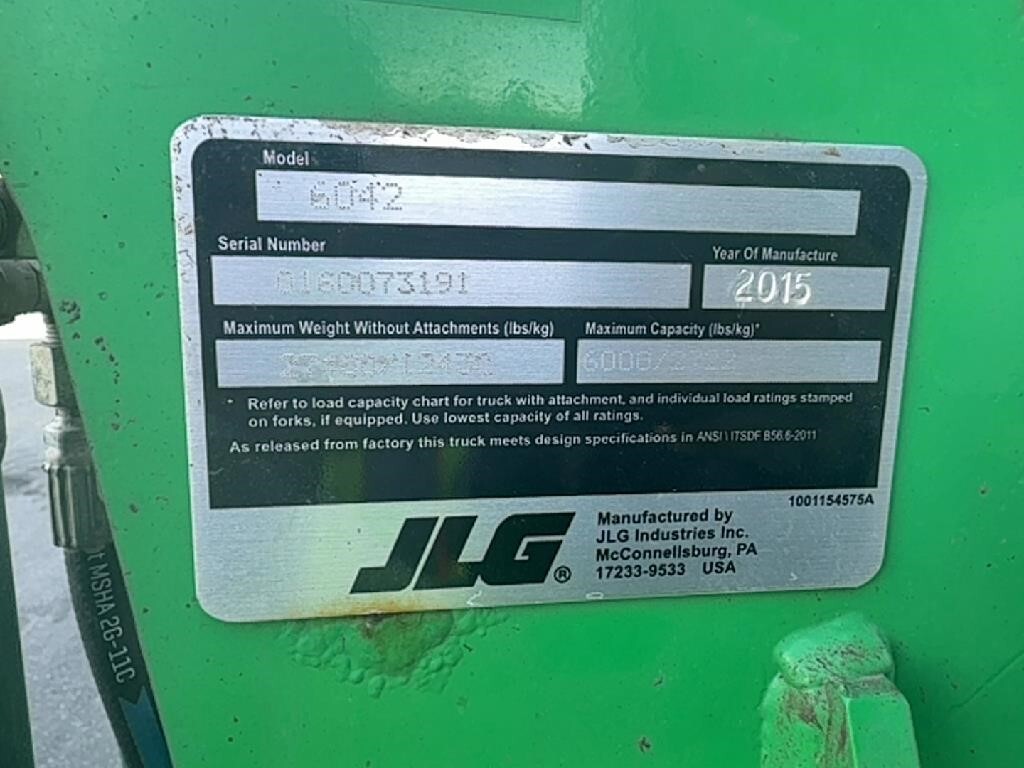 Model
6042
Serial Number
Year Of Manufacture
0160073191
2015
Maximum Weight Without Attachments (lbs/kg)
Maximum Capacity (lbs/kg)*
6000/2722
* Refer to load capacity chart for truck with attachment, and individual load ratings stamped
on forks, if equipped. Use lowest capacity of all ratings.
As released from factory this truck meets design specifications in ANSI \ ITSDF B56.6-2011
1001154575A
JLG®
Manufactured by
JLG Industries Inc.
McConnellsburg, PA
17233-9533 USA
MSHA 2G-11C